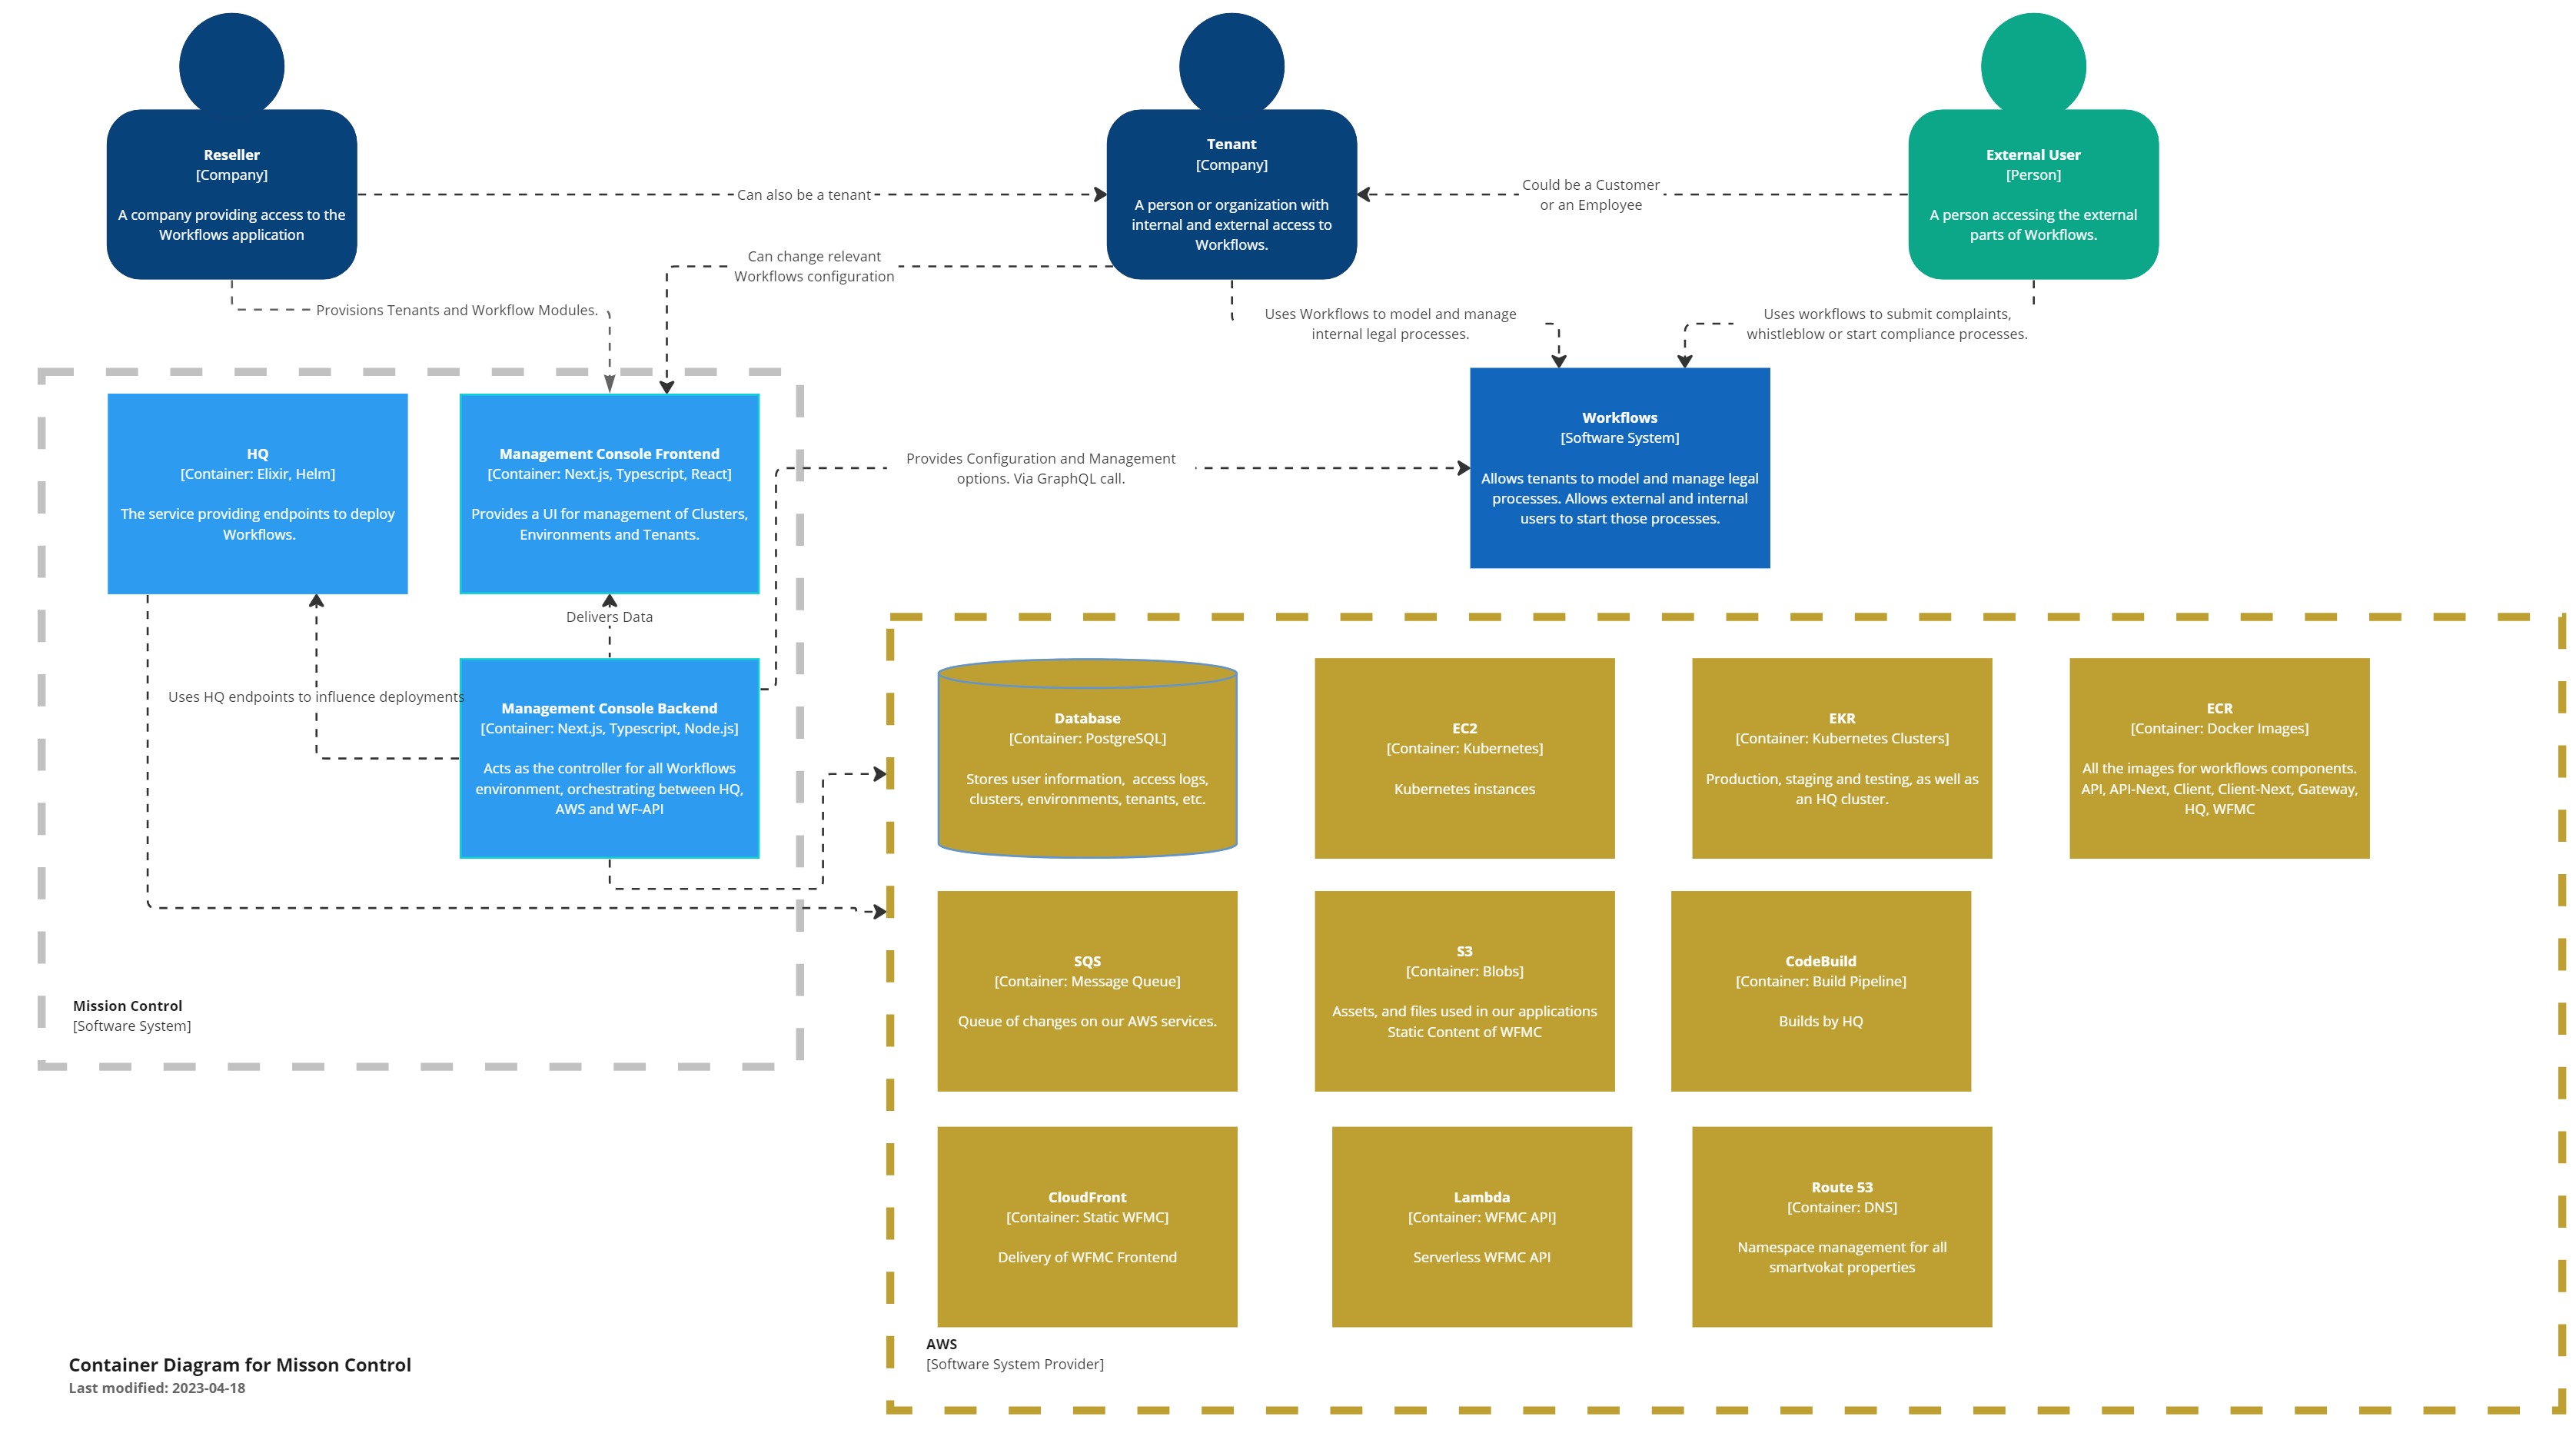 Reseller
[Company]
A company providing access to the
Workflows application
Tenant
[Company]
A person or organization with
internal and external access to
Workflows.
External User
[Person]
A person accessing the external
parts of Workflows.
Can also be a tenant
Could be a Customer
or an Employee
Can change relevant
Workflows configuration
Provisions Tenants and Workflow Modules.
Uses Workflows to model and manage
internal legal processes.
Uses workflows to submit complaints,
whistleblow or start compliance processes.
HQ
[Container: Elixir, Helm]
The service providing endpoints to deploy
Workflows.
Management Console Frontend
[Container: Next.js, Typescript, React]
Provides a UI for management of Clusters,
Environments and Tenants.
Provides Configuration and Management
options. Via GraphQL call.
Workflows
[Software System]
Allows tenants to model and manage legal
processes. Allows external and internal
users to start those processes.
Delivers Data
Uses HQ endpoints to influence deployments
Management Console Backend
[Container: Next.js, Typescript, Node.js]
Acts as the controller for all Workflows
environment, orchestrating between HQ,
AWS and WF-API
Mission Control
[Software System]
Database
[Container: PostgreSQL]
Stores user information, access logs,
clusters, environments, tenants, etc.
EC2
[Container: Kubernetes]
Kubernetes instances
EKR
[Container: Kubernetes Clusters]
Production, staging and testing, as well as
an HQ cluster.
ECR
[Container: Docker Images]
All the images for workflows components.
API, API-Next, Client, Client-Next, Gateway,
HQ, WFMC
SQS
[Container: Message Queue]
Queue of changes on our AWS services.
S3
[Container: Blobs]
Assets, and files used in our applications
Static Content of WFMC
CodeBuild
[Container: Build Pipeline]
Builds by HQ
CloudFront
[Container: Static WFMC]
Delivery of WFMC Frontend
Lambda
[Container: WFMC API]
Serverless WFMC API
Route 53
[Container: DNS]
Namespace management for all
smartvokat properties
AWS
[Software System Provider]
Container Diagram for Misson Control
Last modified: 2023-04-18